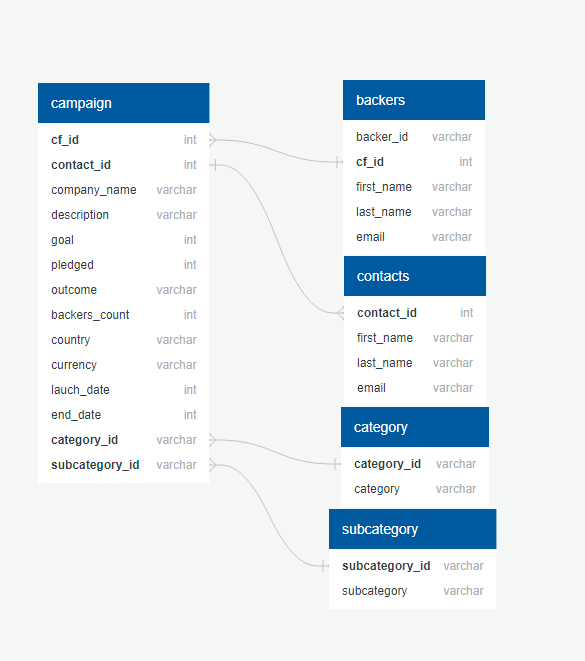 campaign
cf_id int
contact_id int
company_name varchar
description varchar
goal int
pledged int
outcome varchar
backers_count int
country varchar
currency varchar
lauch_date int
end_date int
category_id varchar
subcategory_id varchar
backers
backer_id varchar
cf_id int
first_name varchar
last_name varchar
email varchar
contacts
contact_id int
first_name varchar
last_name varchar
email varchar
category
category_id varchar
category varchar
subcategory
subcategory_id varchar
subcategory varchar